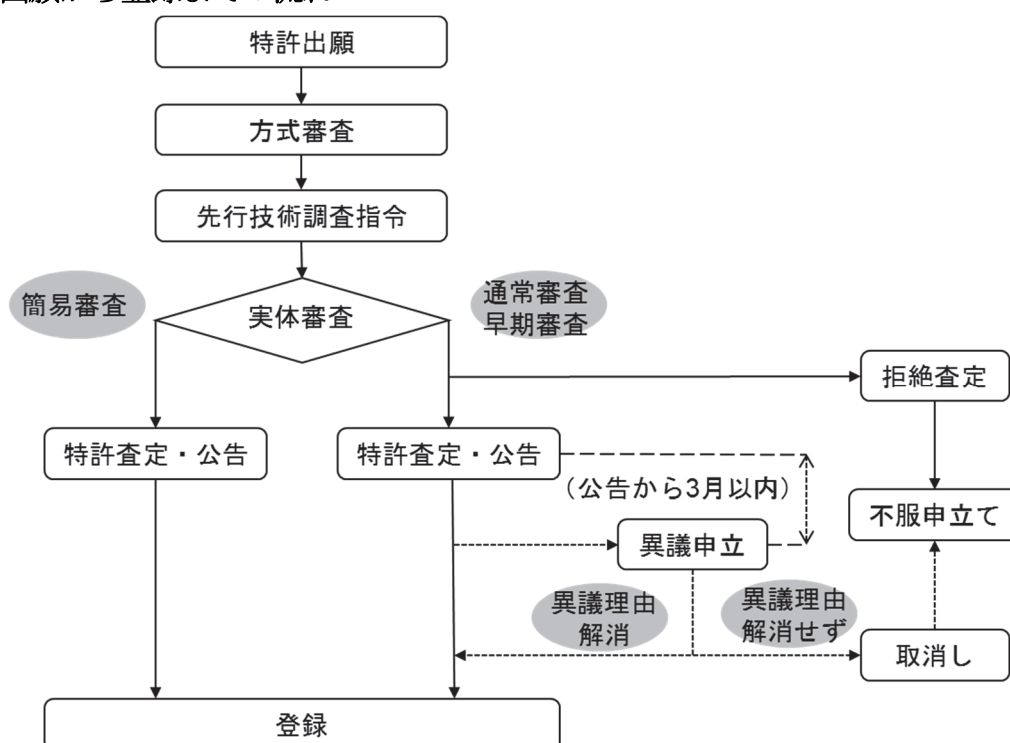 特許出願
方式審査
先行技術調査指令
簡易審査
実体審査
通常審査
早期審査
拒絶査定
特許査定・公告
特許査定・公告
（公告から3月以内）
不服申立て
異議申立
異議理由
解消
異議理由
解消せず
取消し
登録